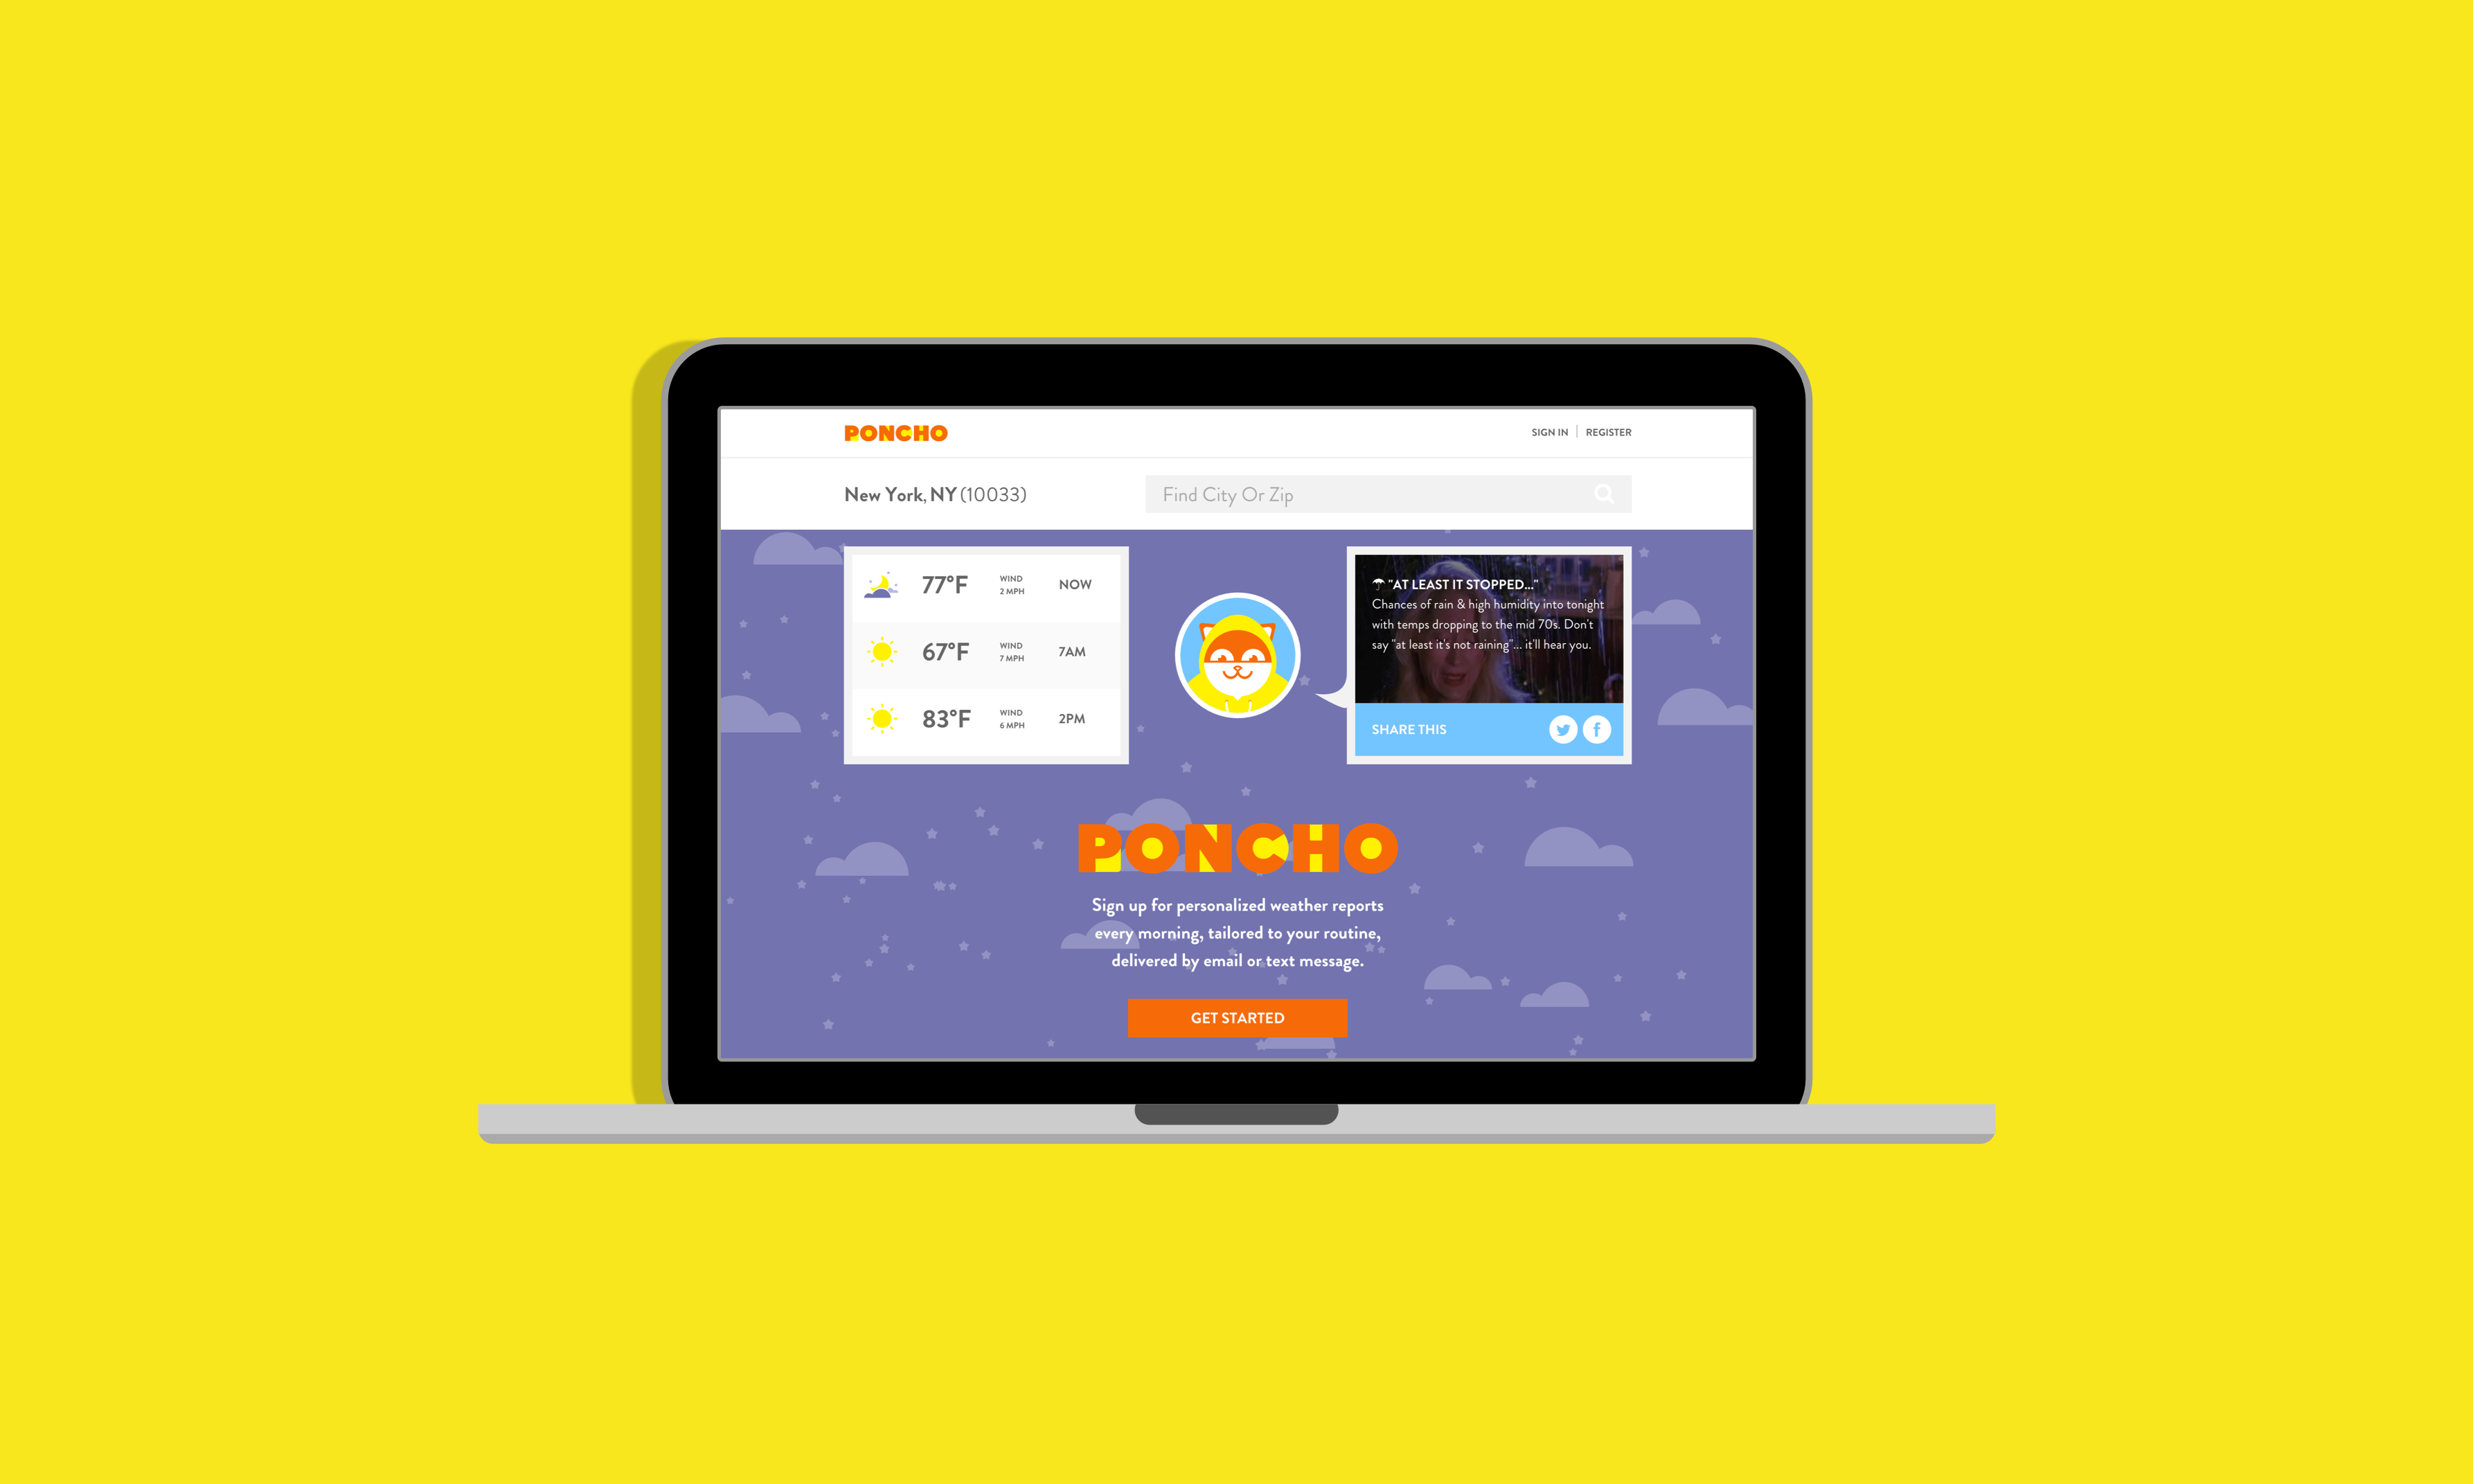 PONCHO
SIGN IN | REGISTER
New York, NY (10033)
Find City Or Zip
77°F WIND 2 MPH NOW
67°F WIND 7 MPH 7AM
83°F WIND 6 MPH 2PM
"AT LEAST IT STOPPED..."
Chances of rain & high humidity into tonight
with temps dropping to the mid 70's. Don't
say "at least it's not raining"... it'll hear you.
SHARE THIS
PONCHO
Sign up for personalized weather reports
every morning, tailored to your routine,
delivered by email or text message.
GET STARTED